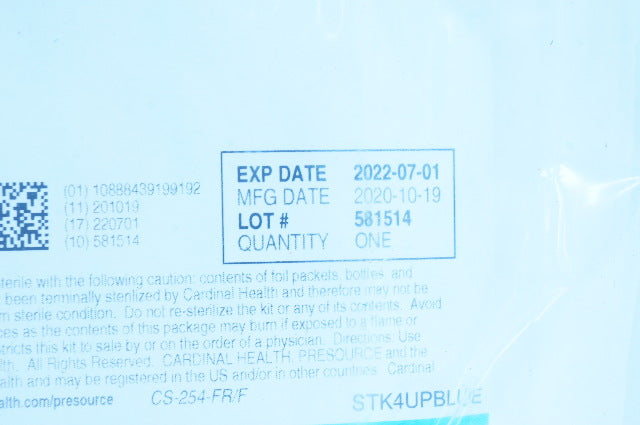 EXP DATE 2022-07-01
MFG DATE 2020-10-19
LOT # 581514
QUANTITY ONE
(01) 10888439199192
(11) 201019
(17) 220701
(10) 581514
sterile with the following caution: contents of foil packets, bottles, and
been terminally sterilized by Cardinal Health and therefore may not be
sterile condition. Do not re-sterilize the kit or any of its contents. Avoid
as the contents of this package may burn if exposed to a flame or
this kit to sale by or on the order of a physician. Directions: Use
All Rights Reserved. CARDINAL HEALTH, PRESOURCE and the
and may be registered in the US and/or in other countries. Cardinal
alth.com/presource CS-254-FR/F STK4UPBLUE